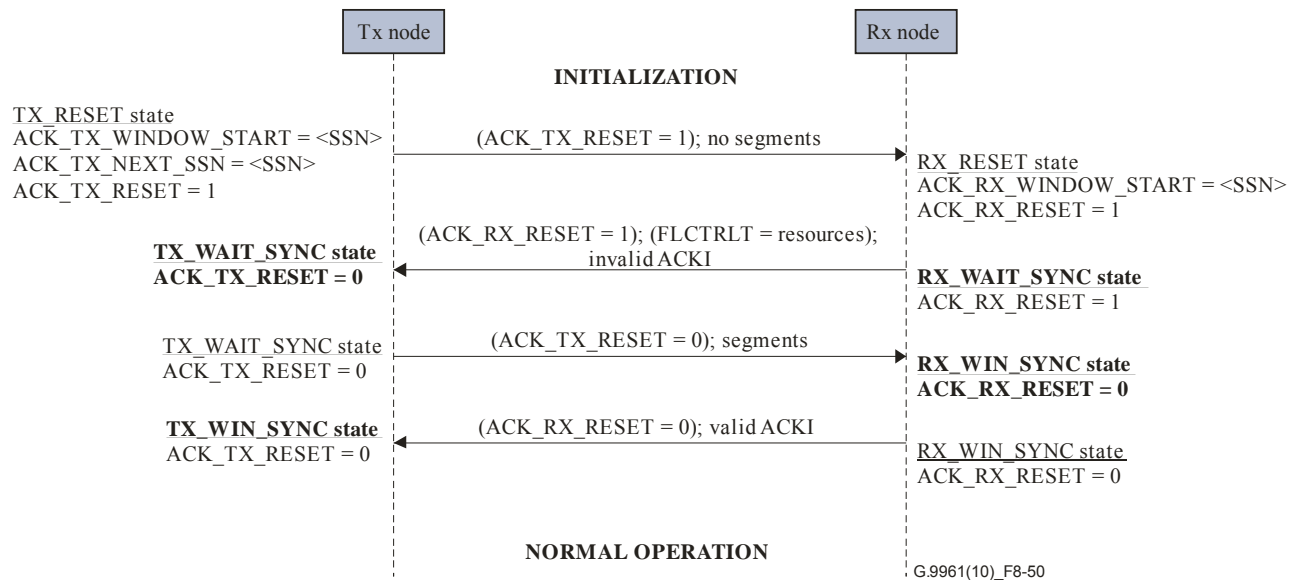 Tx node
Rx node
INITIALIZATION
TX_RESET state
ACK_TX_WINDOW_START = <SSN>
ACK_TX_NEXT_SSN = <SSN>
ACK_TX_RESET = 1
(ACK_TX_RESET = 1); no segments
RX_RESET state
ACK_RX_WINDOW_START = <SSN>
ACK_RX_RESET = 1
(ACK_RX_RESET = 1); (FLCTRLT = resources);
invalid ACKI
TX_WAIT_SYNC state
ACK_TX_RESET = 0
RX_WAIT_SYNC state
ACK_RX_RESET = 1
TX_WAIT_SYNC state
ACK_TX_RESET = 0
(ACK_TX_RESET = 0); segments
RX_WIN_SYNC state
ACK_RX_RESET = 0
TX_WIN_SYNC state
ACK_TX_RESET = 0
(ACK_RX_RESET = 0); valid ACKI
RX_WIN_SYNC state
ACK_RX_RESET = 0
NORMAL OPERATION
G.9961(10)_F8-50